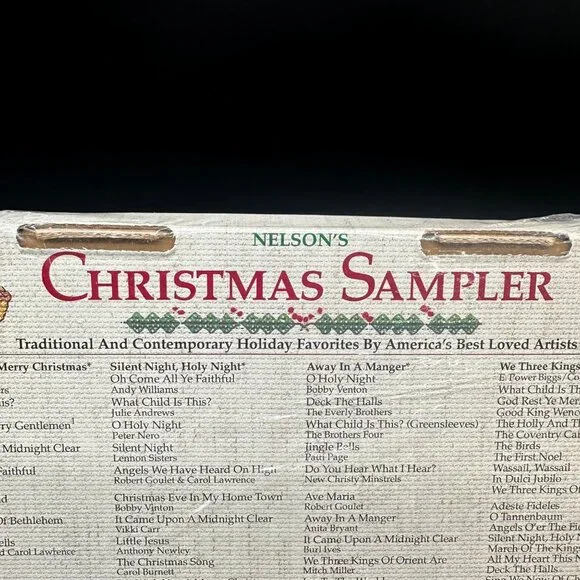 NELSON'S
CHRISTMAS SAMPLER
Traditional And Contemporary Holiday Favorites By America's Best Loved Artists
Merry Christmas*
rs
is?
ry Gentlemen¹
Midnight Clear
Faithful
d
Of Bethlehem
ells
d Carol Lawrence
Silent Night, Holy Night*
Oh Come All Ye Faithful
Andy Williams
What Child Is This?
Julie Andrews
O Holy Night
Peter Nero
Silent Night
Lennon Sisters
Angels We Have Heard On High
Robert Goulet & Carol Lawrence
Christmas Eve In My Home Town
Bobby Vinton
It Came Upon A Midnight Clear
Vikki Carr
Little Jesus
Anthony Newley
The Christmas Song
Carol Burnett
Away In A Manger*
O Holy Night
Bobby Venton
Deck The Halls
The Everly Brothers
What Child Is This? (Greensleeves)
The Brothers Four
Jingle Bells
Patti Page
Do You Hear What I Hear?
New Christy Minstrels
Ave Maria
Robert Goulet
Away In A Manger
Anita Bryant
It Came Upon A Midnight Clear
Burl Ives
We Three Kings Of Orient Are
Mitch Miller
We Three Kings
E. Power Biggs/Co
What Child Is Th
God Rest Ye Mer
Good King Wenc
The Holly And Th
The Coventry Ca
The Birds
The First Noel
Wassail, Wassail
In Dulci Jubilo
We Three Kings Of
Adeste Fideles
O Tannenbaum
Angels O'er The Fie
Silent Night, Holy N
March Of The Kings
All My Heart This N
Deck The Halls